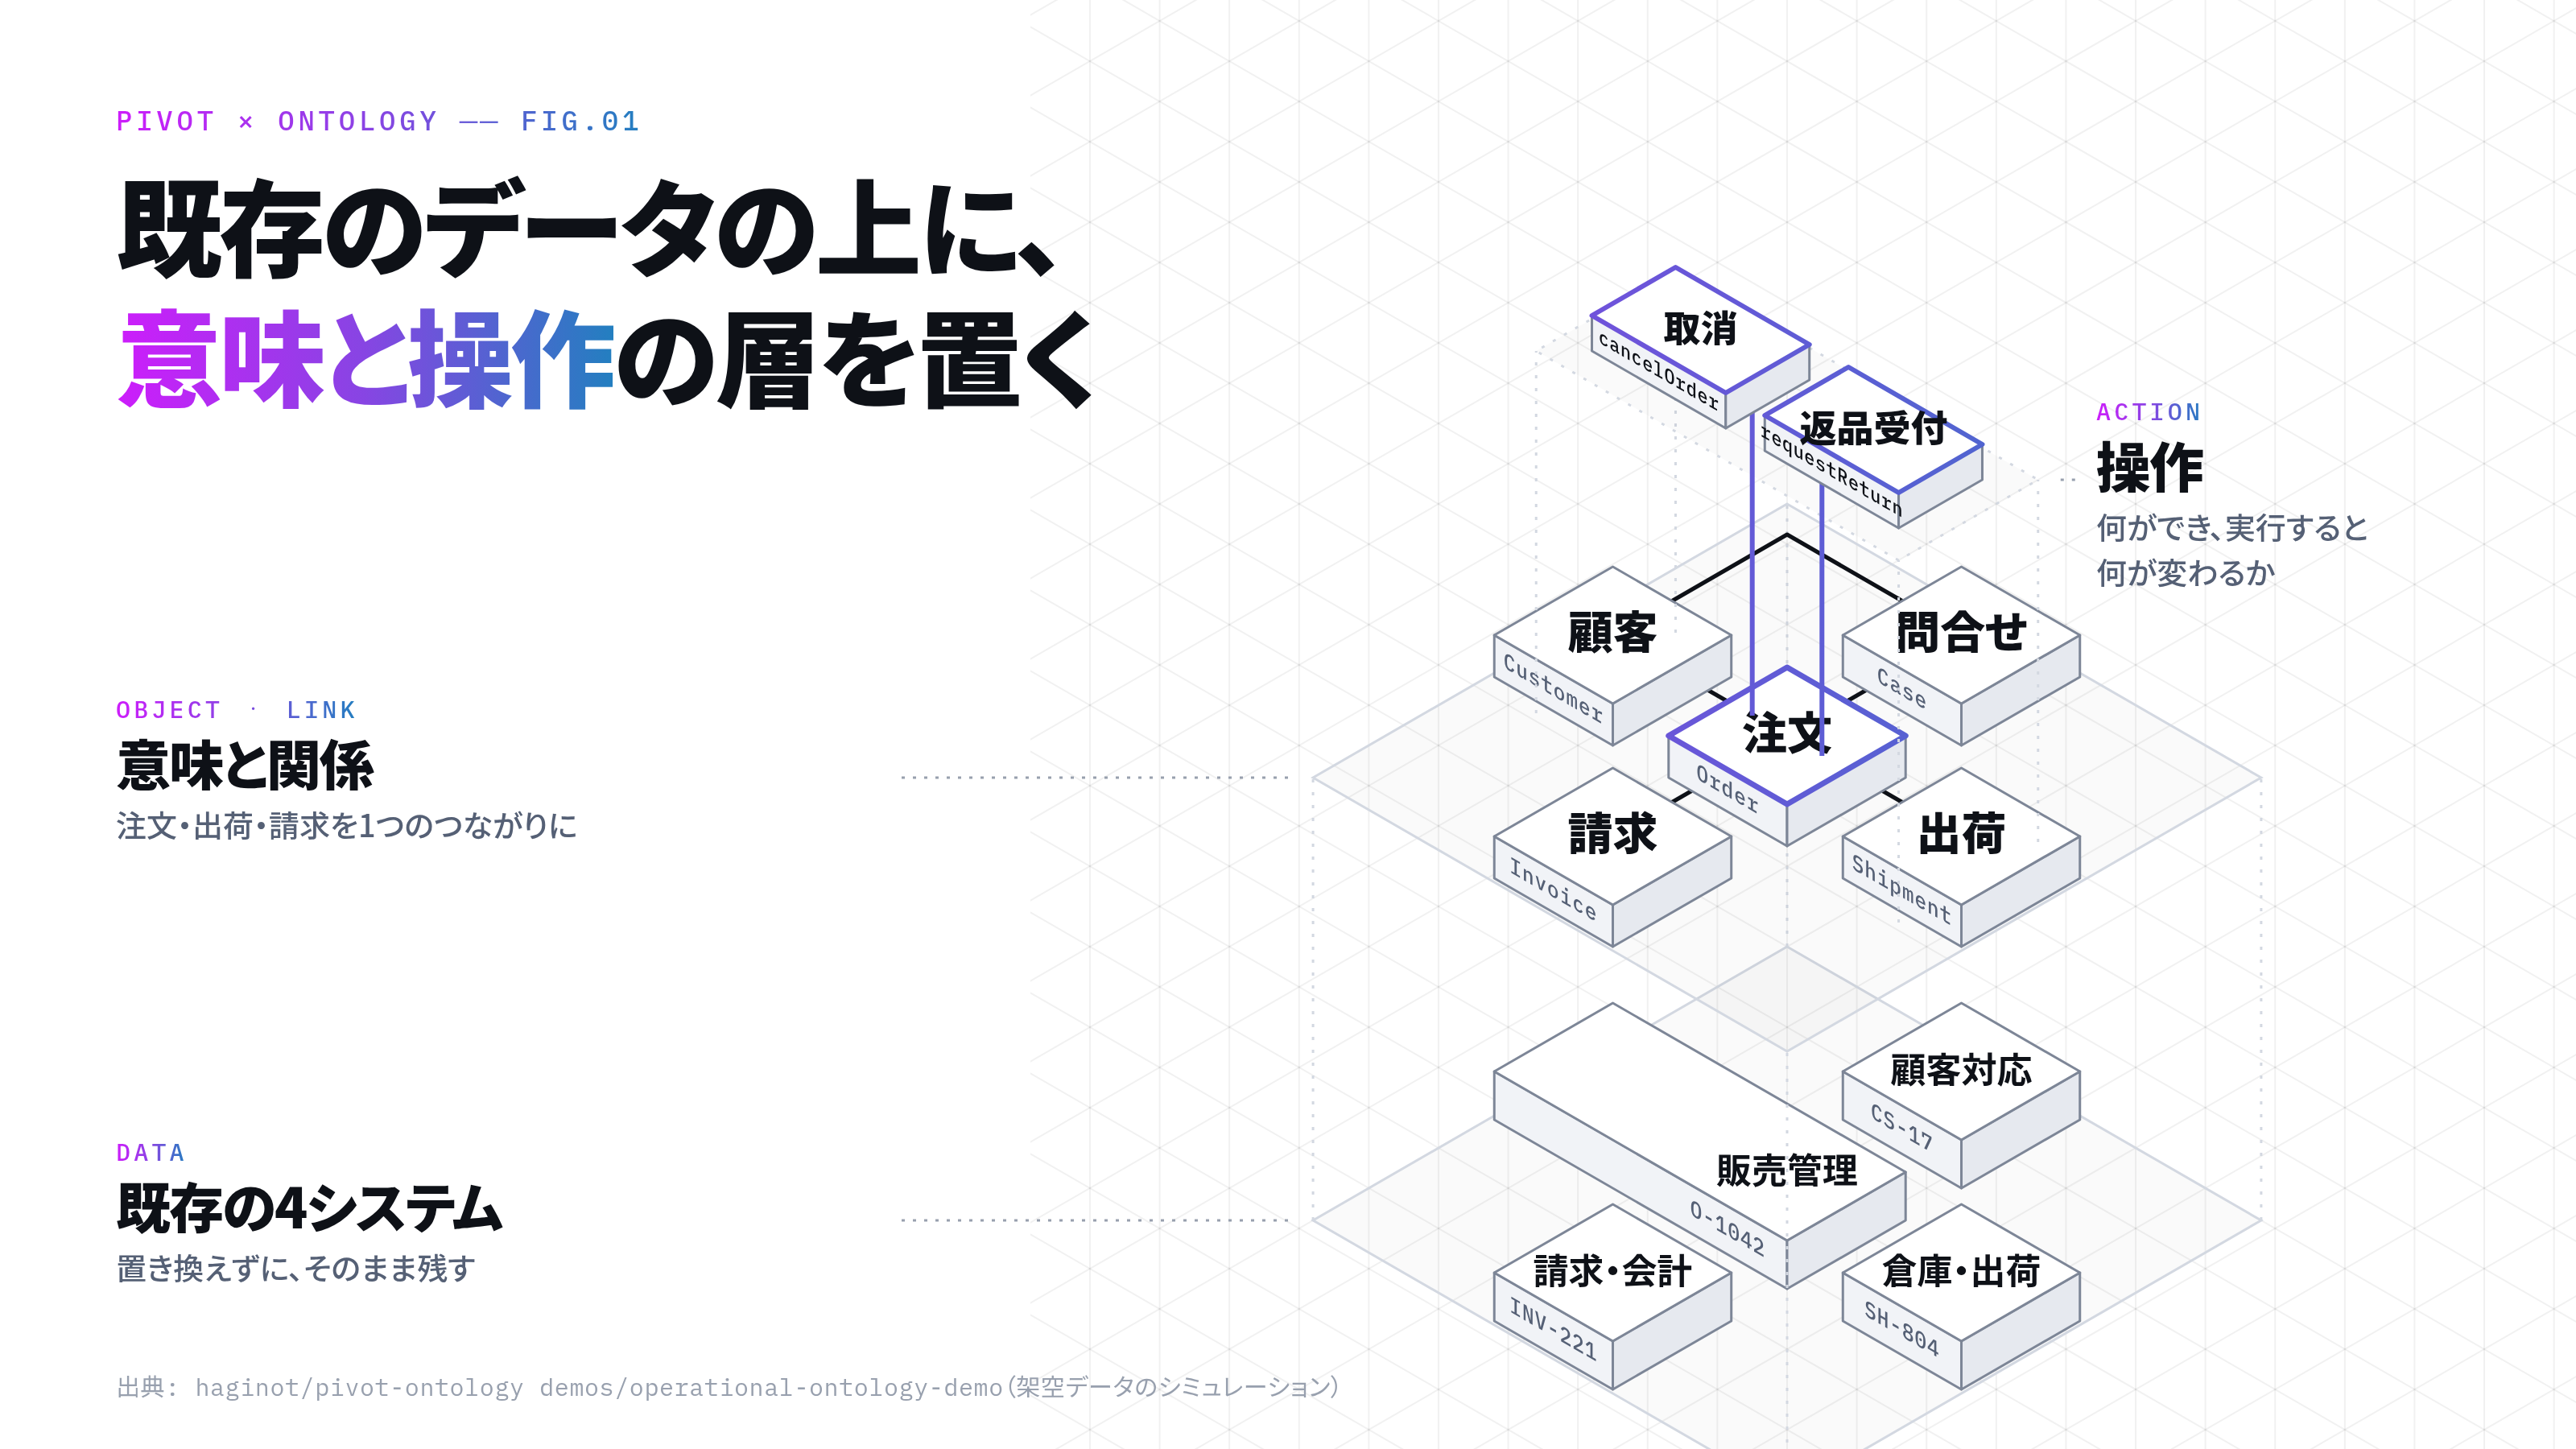 PIVOT × ONTOLOGY —— FIG.01
既存のデータの上に、
意味と操作の層を置く
取消
cancelOrder
返品受付
requestReturn
ACTION
操作
何ができ、実行すると
何が変わるか
顧客
Customer
問合せ
Case
注文
Order
請求
Invoice
出荷
Shipment
OBJECT · LINK
意味と関係
注文・出荷・請求を1つのつながりに
顧客対応
CS-17
販売管理
O-1042
請求・会計
INV-221
倉庫・出荷
SH-804
DATA
既存の4システム
置き換えずに、そのまま残す
出典: haginot/pivot-ontology demos/operational-ontology-demo（架空データのシミュレーション）